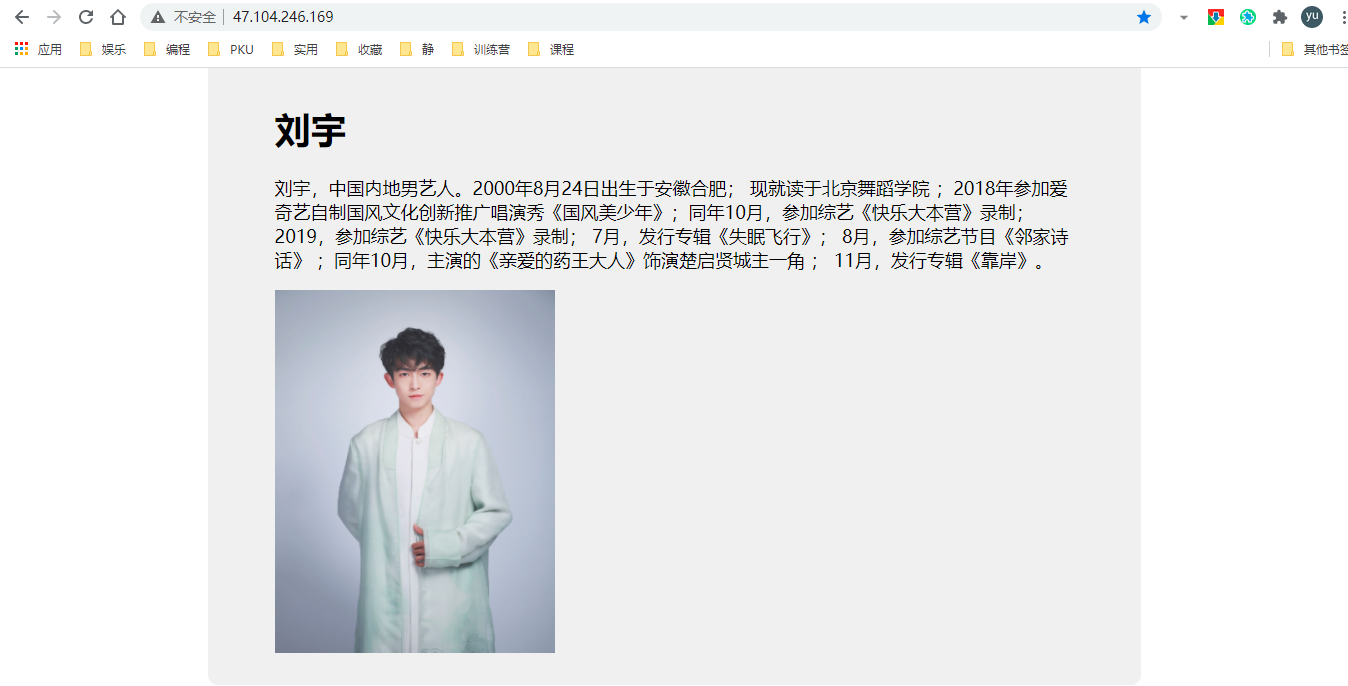 不安全 47.104.246.169
yu
应用 娱乐 编程 PKU 实用 收藏 静 训练营 课程 其他书签
刘宇
刘宇，中国内地男艺人。2000年8月24日出生于安徽合肥； 现就读于北京舞蹈学院 ；2018年参加爱
奇艺自制国风文化创新推广唱演秀《国风美少年》；同年10月，参加综艺《快乐大本营》录制；
2019，参加综艺《快乐大本营》录制； 7月，发行专辑《失眠飞行》； 8月，参加综艺节目《邻家诗
话》 ；同年10月，主演的《亲爱的药王大人》饰演楚启贤城主一角 ； 11月，发行专辑《靠岸》。